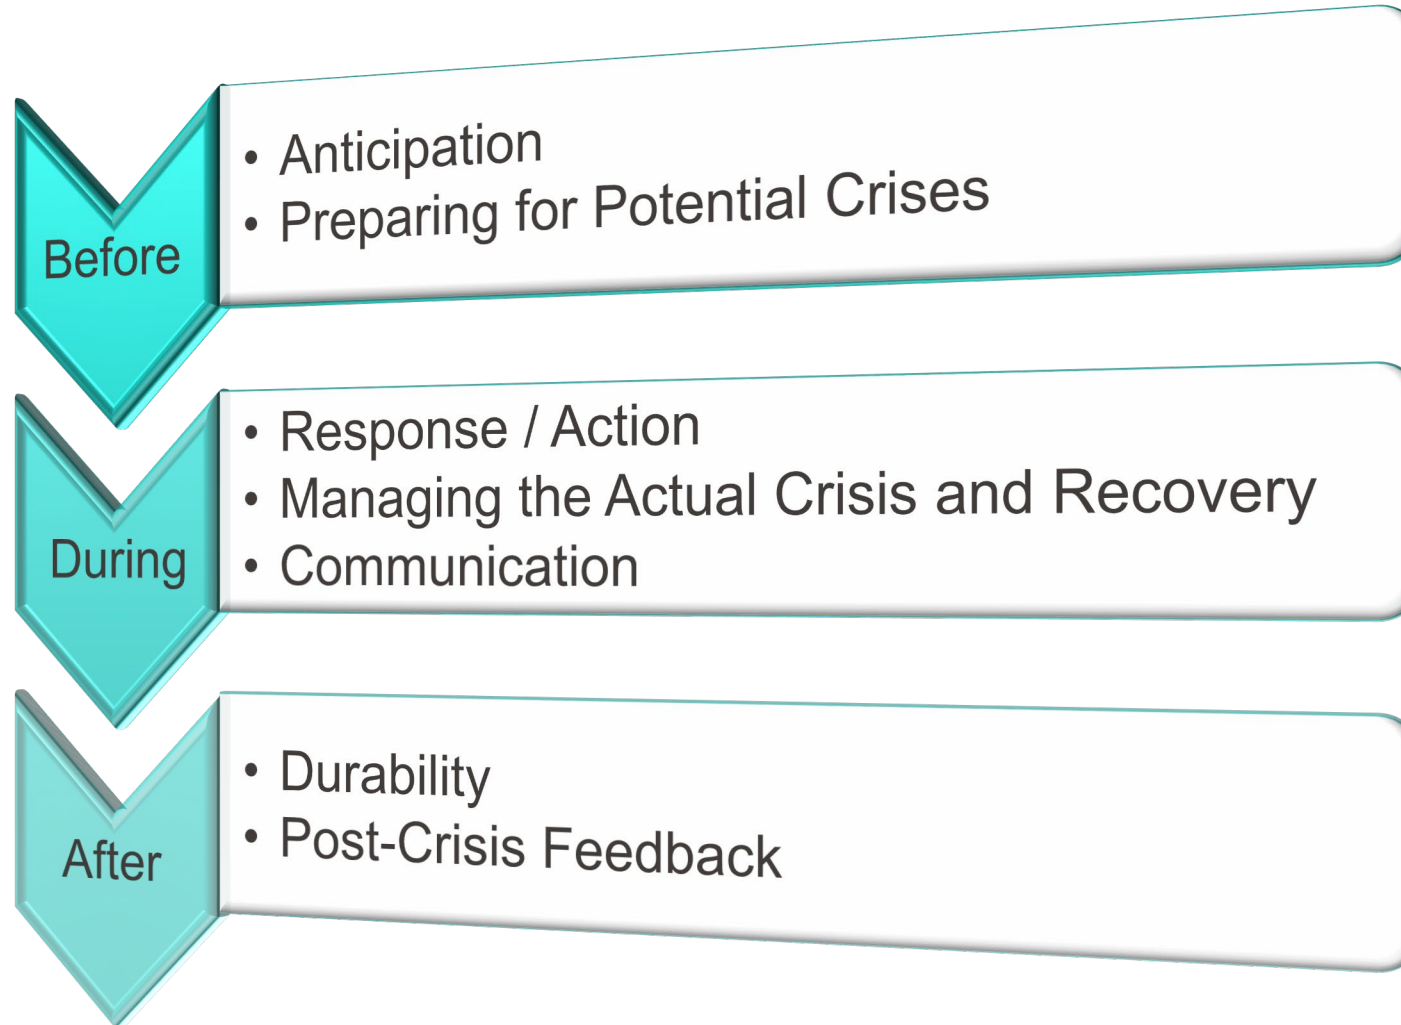 Before
• Anticipation
• Preparing for Potential Crises
During
• Response / Action
• Managing the Actual Crisis and Recovery
• Communication
After
• Durability
• Post-Crisis Feedback